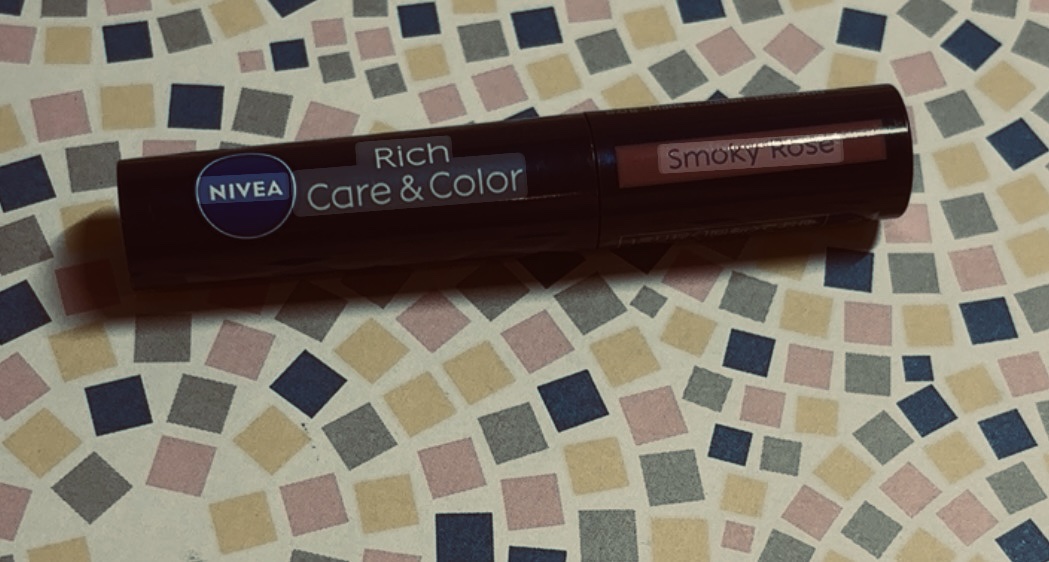 NIVEA
Rich
Care & Color
Smoky Rose